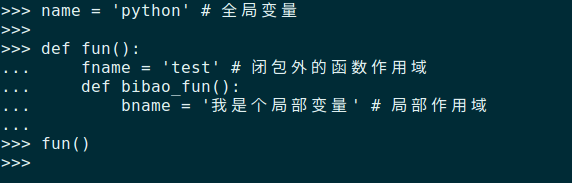 >>> name = 'python' # 全局变量
>>>
>>> def fun():
...     fname = 'test' # 闭包外的函数作用域
...     def bibao_fun():
...         bname = '我是个局部变量' # 局部作用域
...
>>> fun()
>>>